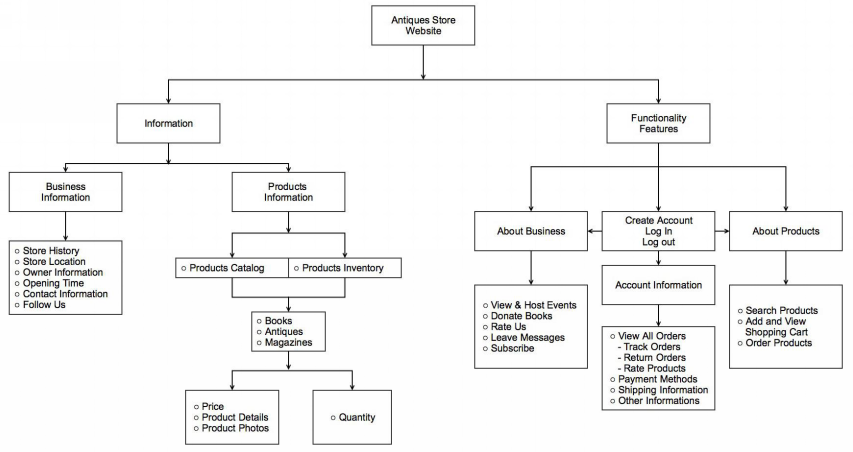 Antiques Store
Website
Information
Functionality
Features
Business
Information
Products
Information
About Business
Create Account
Log In
Log out
About Products
○ Store History
○ Store Location
○ Owner Information
○ Opening Time
○ Contact Information
○ Follow Us
○ Products Catalog
○ Products Inventory
Account Information
○ Books
○ Antiques
○ Magazines
○ View & Host Events
○ Donate Books
○ Rate Us
○ Leave Messages
○ Subscribe
○ View All Orders
- Track Orders
- Return Orders
- Rate Products
○ Payment Methods
○ Shipping Information
○ Other Informations
○ Search Products
○ Add and View
Shopping Cart
○ Order Products
○ Price
○ Product Details
○ Product Photos
○ Quantity